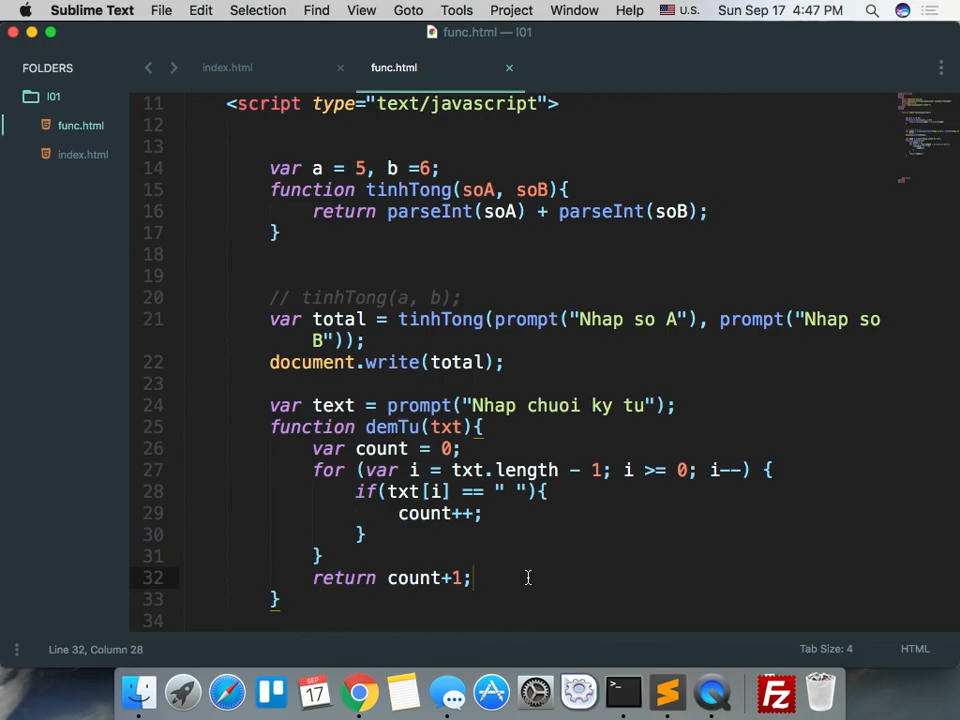 Sublime Text File Edit Selection Find View Goto Tools Project Window Help U.S. Sun Sep 17 4:47 PM
func.html — l01
FOLDERS
l01
func.html
index.html
index.html func.html
11 <script type="text/javascript">
12
13
14 var a = 5, b =6;
15 function tinhTong(soA, soB){
16 return parseInt(soA) + parseInt(soB);
17 }
18
19
20 // tinhTong(a, b);
21 var total = tinhTong(prompt("Nhap so A"), prompt("Nhap so
B"));
22 document.write(total);
23
24 var text = prompt("Nhap chuoi ky tu");
25 function demTu(txt){
26 var count = 0;
27 for (var i = txt.length - 1; i >= 0; i--) {
28 if(txt[i] == " "){
29 count++;
30 }
31 }
32 return count+1;
33 }
34
Line 32, Column 28 Tab Size: 4 HTML
SEP
17